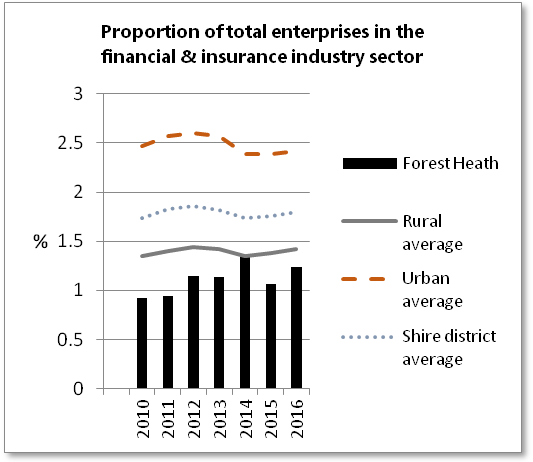 Proportion of total enterprises in the
financial & insurance industry sector
3
2.5
2
1.5
1
0.5
0
%
2010
2011
2012
2013
2014
2015
2016
Forest Heath
Rural
average
Urban
average
Shire district
average